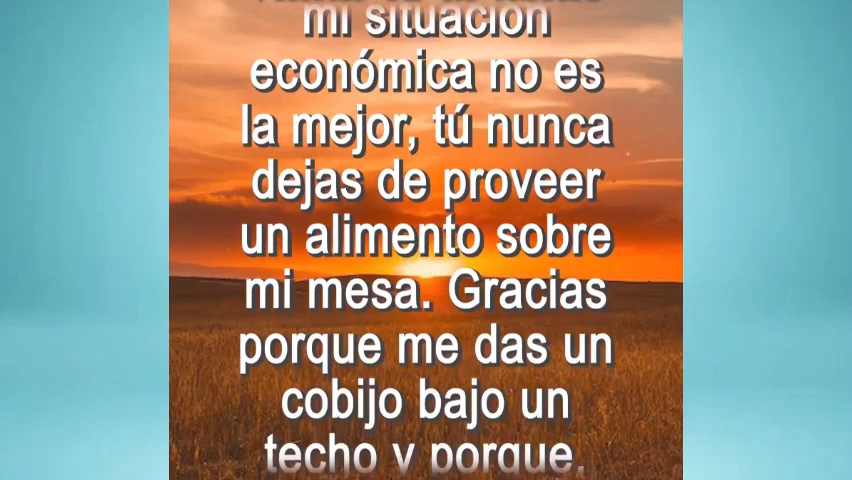 mi situación
económica no es
la mejor, tú nunca
dejas de proveer
un alimento sobre
mi mesa. Gracias
porque me das un
cobijo bajo un
techo y porque,